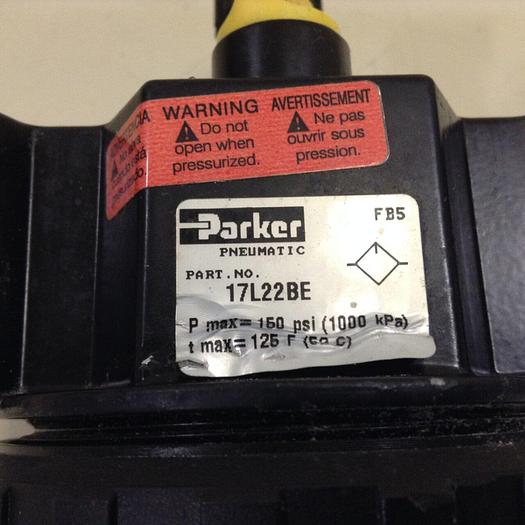 WARNING
Do not
open when
pressurized.
AVERTISSEMENT
Ne pas
ouvrir sous
pression.
Parker
FB5
PNEUMATIC
PART.NO.
17L22BE
P max= 150 psi (1000 kPa)
t max= 125 F (50 C)